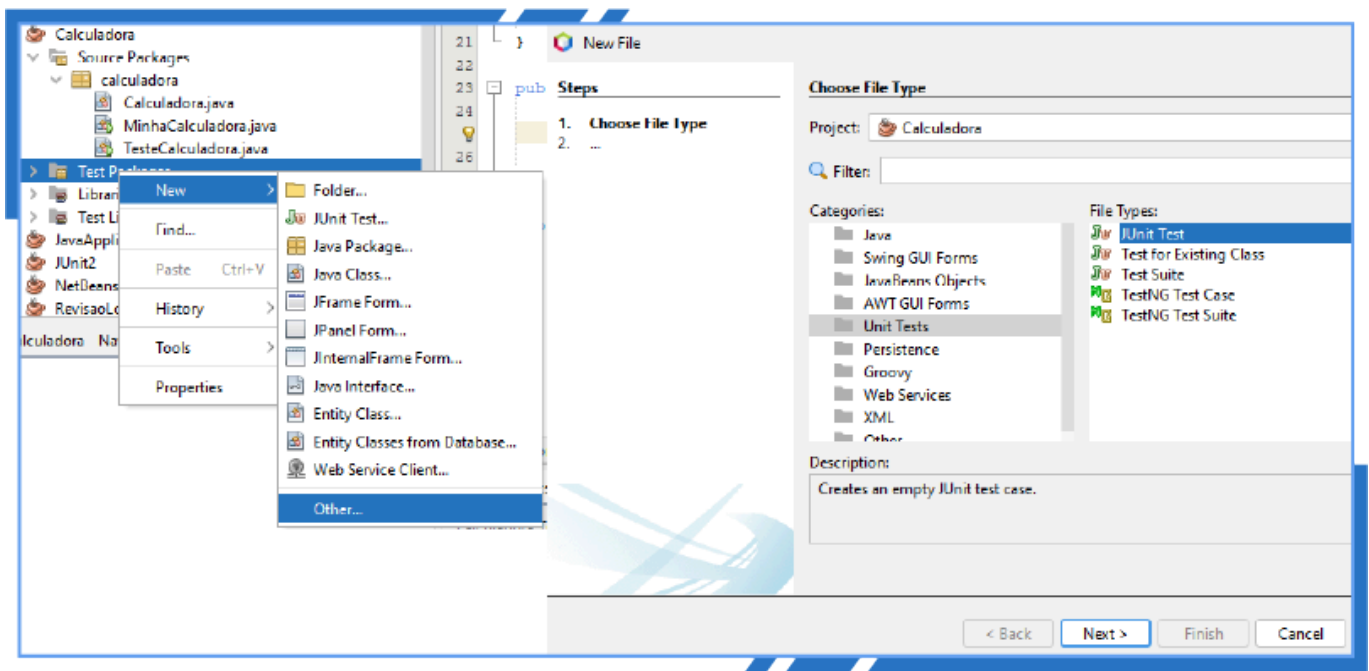 Calculadora
Source Packages
calculadora
Calculadora.java
MinhaCalculadora.java
TesteCalculadora.java
Test
Test Li
JUnit2
NetBeans
New
Find...
Paste Ctrl+V
History
Tools
Properties
Folder...
JUnit Test...
Java Package...
Java Class...
JFrame Form...
JPanel Form...
JInternalFrame Form...
Java Interface...
Entity Class...
Entity Classes from Database...
Web Service Client...
Other...
21 }
22
23 pub
24
26
New File
Steps
1. Choose File Type
2. ...
Choose File Type
Project: Calculadora
Filter:
Categories:
Java
Swing GUI Forms
JavaBeans Objects
AWT GUI Forms
Unit Tests
Persistence
Groovy
Web Services
XML
Other
File Types:
JUnit Test
Test for Existing Class
Test Suite
TestNG Test Case
TestNG Test Suite
Description:
Creates an empty JUnit test case.
< Back Next > Finish Cancel